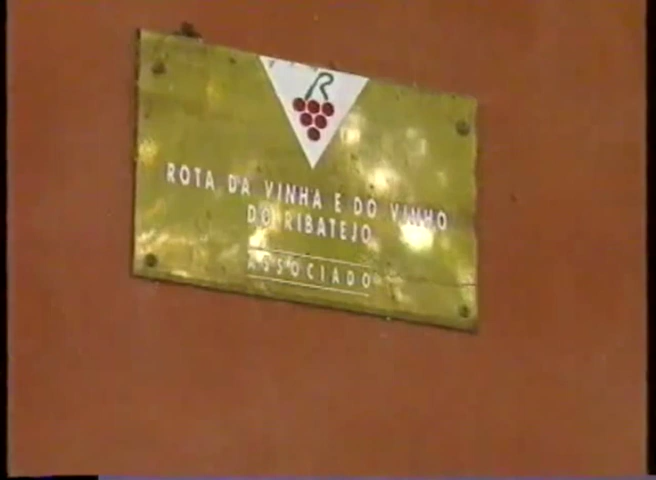 R
ROTA DA VINHA E DO VINHO
DO RIBATEJO
ASSOCIADO